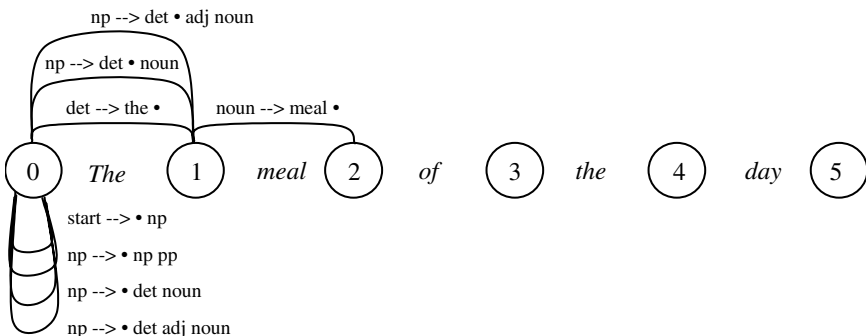 np --> det • adj noun
np --> det • noun
det --> the •
noun --> meal •
0 The 1 meal 2 of 3 the 4 day 5
start --> • np
np --> • np pp
np --> • det noun
np --> • det adj noun